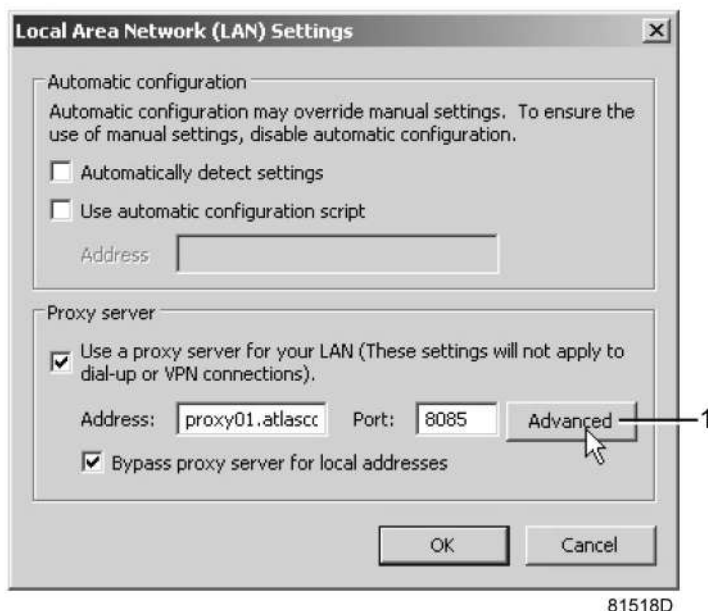 Local Area Network (LAN) Settings
Automatic configuration
Automatic configuration may override manual settings. To ensure the
use of manual settings, disable automatic configuration.
Automatically detect settings
Use automatic configuration script
Address
Proxy server
Use a proxy server for your LAN (These settings will not apply to
dial-up or VPN connections).
Address: proxy01.atlascc Port: 8085 Advanced 1
Bypass proxy server for local addresses
OK Cancel
81518D